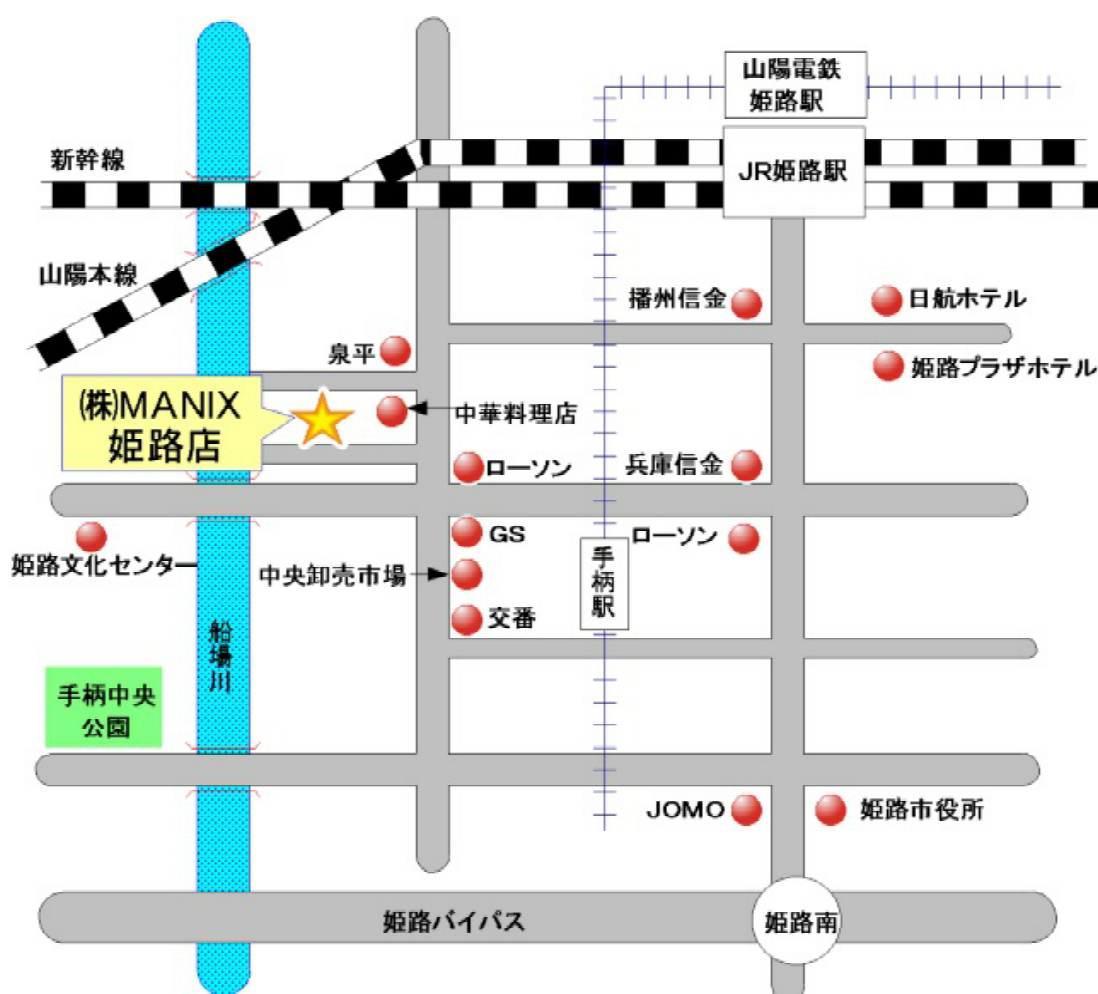 山陽電鉄
姫路駅
新幹線
JR姫路駅
山陽本線
播州信金
日航ホテル
泉平
姫路プラザホテル
㈱MANIX
姫路店
中華料理店
ローソン
兵庫信金
GS
ローソン
姫路文化センター
中央卸売市場
手柄駅
交番
船場川
手柄中央
公園
JOMO
姫路市役所
姫路バイパス
姫路南